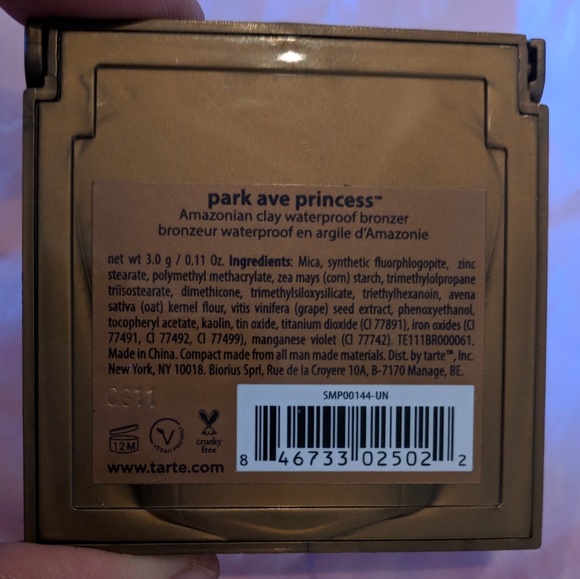 park ave princess™
Amazonian clay waterproof bronzer
bronzeur waterproof en argile d'Amazonie
net wt 3.0 g / 0.11 Oz. Ingredients: Mica, synthetic fluorphlogopite, zinc
stearate, polymethyl methacrylate, zea mays (corn) starch, trimethylolpropane
triisostearate, dimethicone, trimethylsiloxysilicate, triethylhexanoin, avena
sativa (oat) kernel flour, vitis vinifera (grape) seed extract, phenoxyethanol,
tocopheryl acetate, kaolin, tin oxide, titanium dioxide (CI 77891), iron oxides (CI
77491, CI 77492, CI 77499), manganese violet (CI 77742). TE111BR000061.
Made in China. Compact made from all man made materials. Dist. by tarte™, Inc.
New York, NY 10018. Biorius Sprl, Rue de la Croyere 10A, B-7170 Manage, BE.
SMP00144-UN
12M
VEGAN
cruelty
free
www.tarte.com
8 46733 02502 2